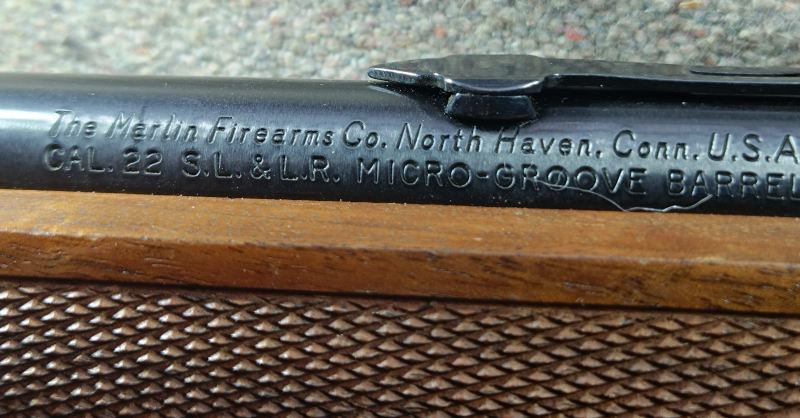 The Marlin Firearms Co. North Haven, Conn. U.S.A
CAL. 22 S.L. & L.R. MICRO-GROOVE BARREL